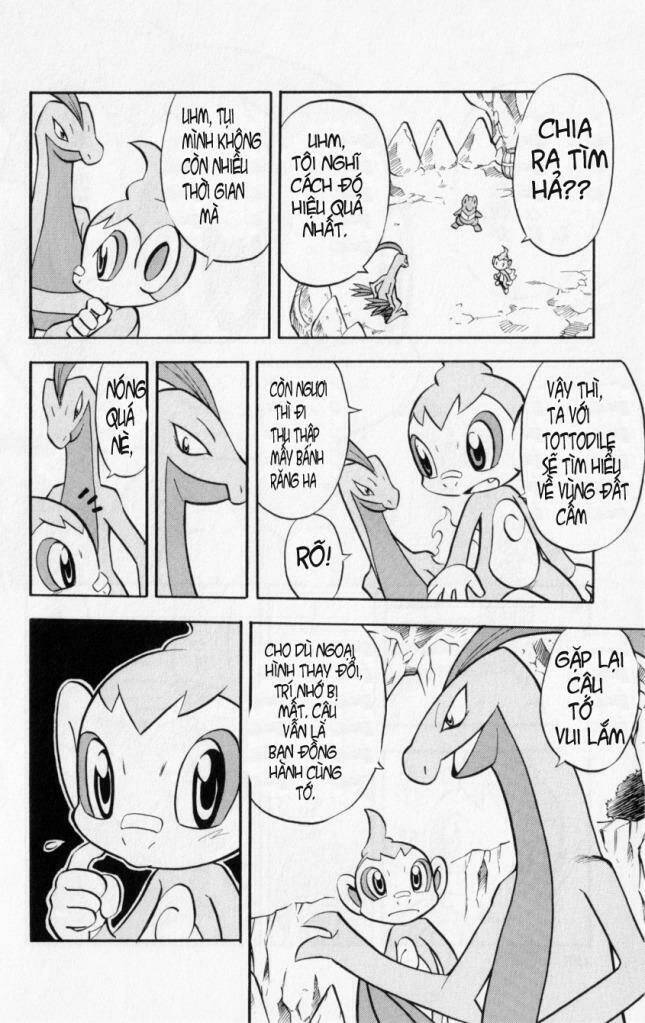 CHIA
RA TÌM
HẢ??
UHM,
TÔI NGHĨ
CÁCH ĐÓ
HIỆU QUẢ
NHẤT.
UHM, TỤI
MÌNH KHÔNG
CÒN NHIỀU
THỜI GIAN
MÀ
VẬY THÌ,
TA VỚI
TOTTODILE
SẼ TÌM HIỂU
VỀ VÙNG ĐẤT
CẤM
CÒN NGƯƠI
THÌ ĐI
THU THẬP
MẤY BÁNH
RĂNG HA
RÕ!
NÓNG
QUÁ
NÈ,
GẶP LẠI
CẬU
TỚ
VUI LẮM
CHO DÙ NGOẠI
HÌNH THAY ĐỔI,
TRÍ NHỚ BỊ
MẤT. CẬU
VẪN LÀ
BẠN ĐỒNG
HÀNH CÙNG
TỚ.